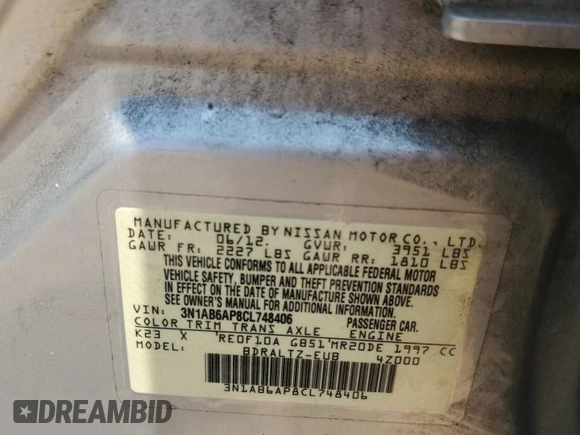 MANUFACTURED BY NISSAN MOTOR CO., LTD.
DATE: 06/12. GVWR: 3951 LBS
GAWR FR: 2227 LBS GAWR RR: 1810 LBS
THIS VEHICLE CONFORMS TO ALL APPLICABLE FEDERAL MOTOR
VEHICLE SAFETY, BUMPER AND THEFT PREVENTION STANDARDS
IN EFFECT ON THE DATE OF MANUFACTURE SHOWN ABOVE.
SEE OWNER'S MANUAL FOR ADDITIONAL INFORMATION.
VIN: 3N1AB6AP8CL748406 PASSENGER CAR.
COLOR TRIM TRANS AXLE ENGINE
K23 X RE0F10A GB51 MR20DE 1997 CC
BDRALTZ-EUB 4Z000
3N1AB6AP8CL748406
DREAMBID DREAMBID